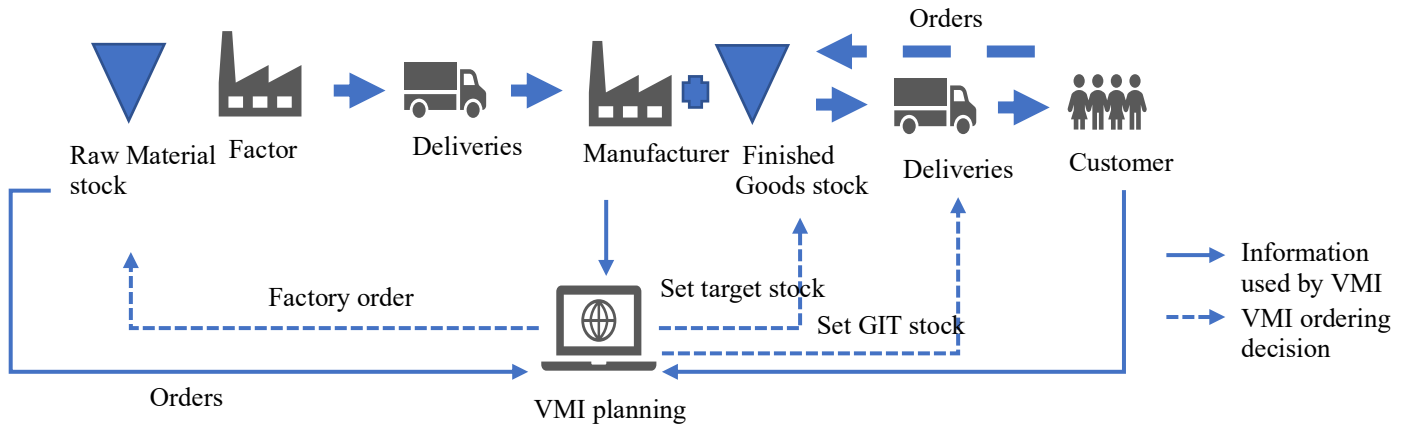 Orders
Raw Material
stock
Factor
Deliveries
Manufacturer
Finished
Goods stock
Deliveries
Customer
Information
used by VMI
VMI ordering
decision
Factory order
Set target stock
Set GIT stock
Orders
VMI planning